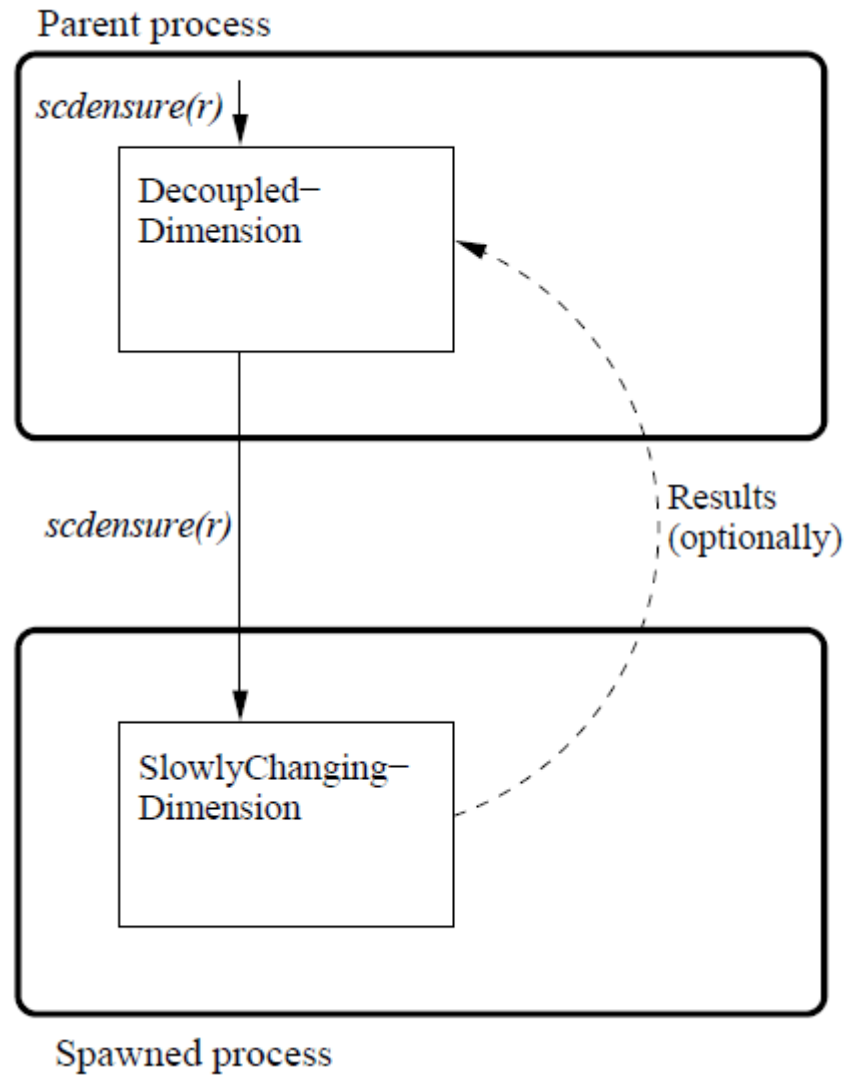 Parent process
scdensure(r)
Decoupled−
Dimension
scdensure(r)
Results
(optionally)
SlowlyChanging−
Dimension
Spawned process